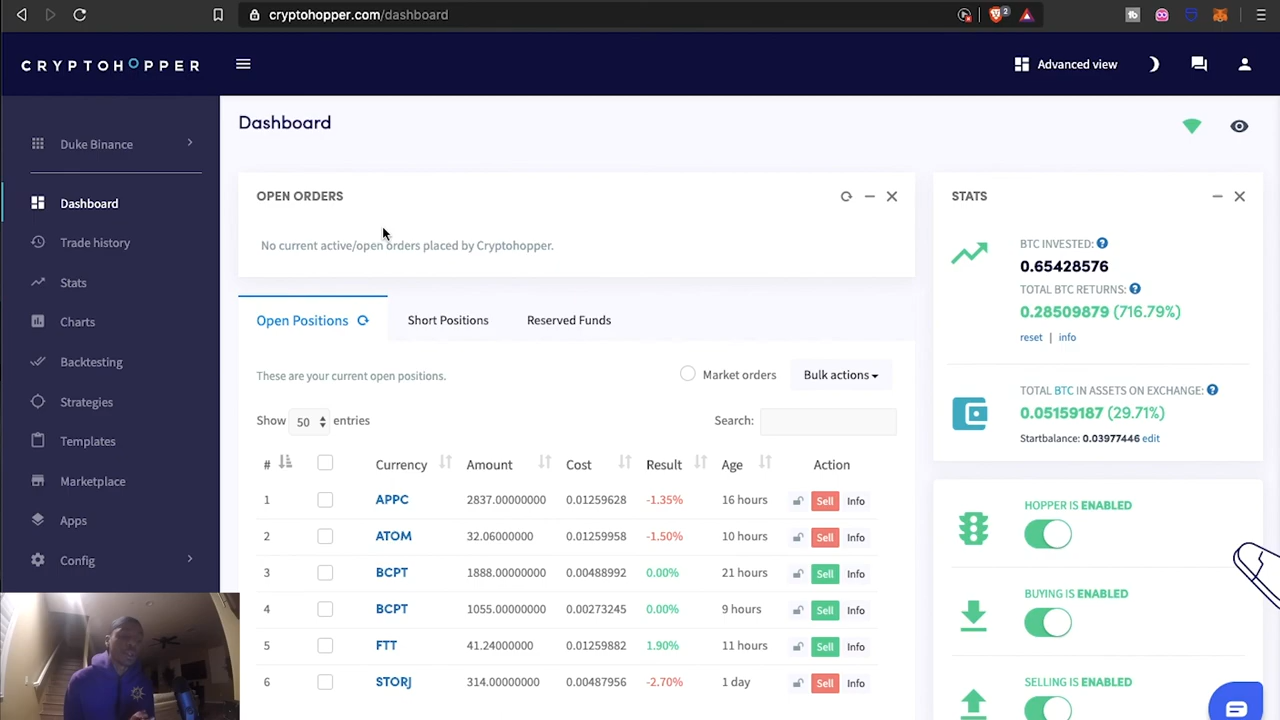 cryptohopper.com/dashboard
2
CRYPTOHOPPER
Advanced view
Duke Binance
Dashboard
Trade history
Stats
Charts
Backtesting
Strategies
Templates
Marketplace
Apps
Config
Dashboard
OPEN ORDERS
No current active/open orders placed by Cryptohopper.
Open Positions
Short Positions
Reserved Funds
These are your current open positions.
Market orders
Bulk actions
Show 50 entries
Search:
# Currency Amount Cost Result Age Action
1 APPC 2837.00000000 0.01259628 -1.35% 16 hours Sell Info
2 ATOM 32.06000000 0.01259958 -1.50% 10 hours Sell Info
3 BCPT 1888.00000000 0.00488992 0.00% 21 hours Sell Info
4 BCPT 1055.00000000 0.00273245 0.00% 9 hours Sell Info
5 FTT 41.24000000 0.01259882 1.90% 11 hours Sell Info
6 STORJ 314.00000000 0.00487956 -2.70% 1 day Sell Info
STATS
BTC INVESTED: ?
0.65428576
TOTAL BTC RETURNS: ?
0.28509879 (716.79%)
reset | info
TOTAL BTC IN ASSETS ON EXCHANGE: ?
0.05159187 (29.71%)
Startbalance: 0.03977446 edit
HOPPER IS ENABLED
BUYING IS ENABLED
SELLING IS ENABLED